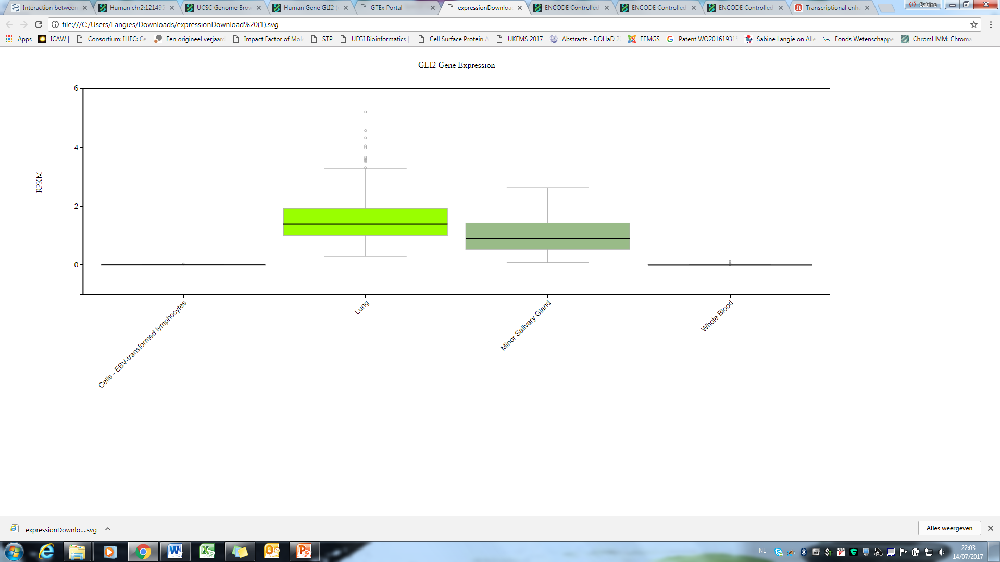 Interaction between
Human chr2:121495
UCSC Genome Brow
Human Gene GLI2 (
GTEx Portal
expressionDownloa
ENCODE Controlled
ENCODE Controlled
ENCODE Controlled
Transcriptional enh
Sabine
file:///C:/Users/Langies/Downloads/expressionDownload%20(1).svg
Apps
ICAW |
Consortium: IHEC: Ce
Een origineel verjaar
Impact Factor of Mol
STP
UFGI Bioinformatics |
Cell Surface Protein A
UKEMS 2017
Abstracts - DOHaD 2
EEMGS
Patent WO20161931
Sabine Langie on Alle
fwo
Fonds Wetenschappe
ChromHMM: Chroma
GLI2 Gene Expression
RPKM
6
4
2
0
Cells - EBV-transformed lymphocytes
Lung
Minor Salivary Gland
Whole Blood
expressionDownlo....svg
Alles weergeven
NL
22:03
14/07/2017